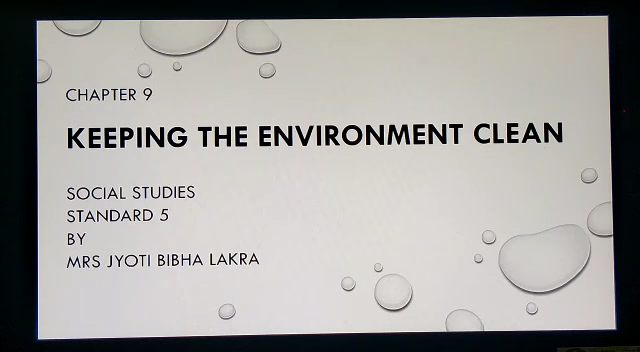 CHAPTER 9
KEEPING THE ENVIRONMENT CLEAN
SOCIAL STUDIES
STANDARD 5
BY
MRS JYOTI BIBHA LAKRA